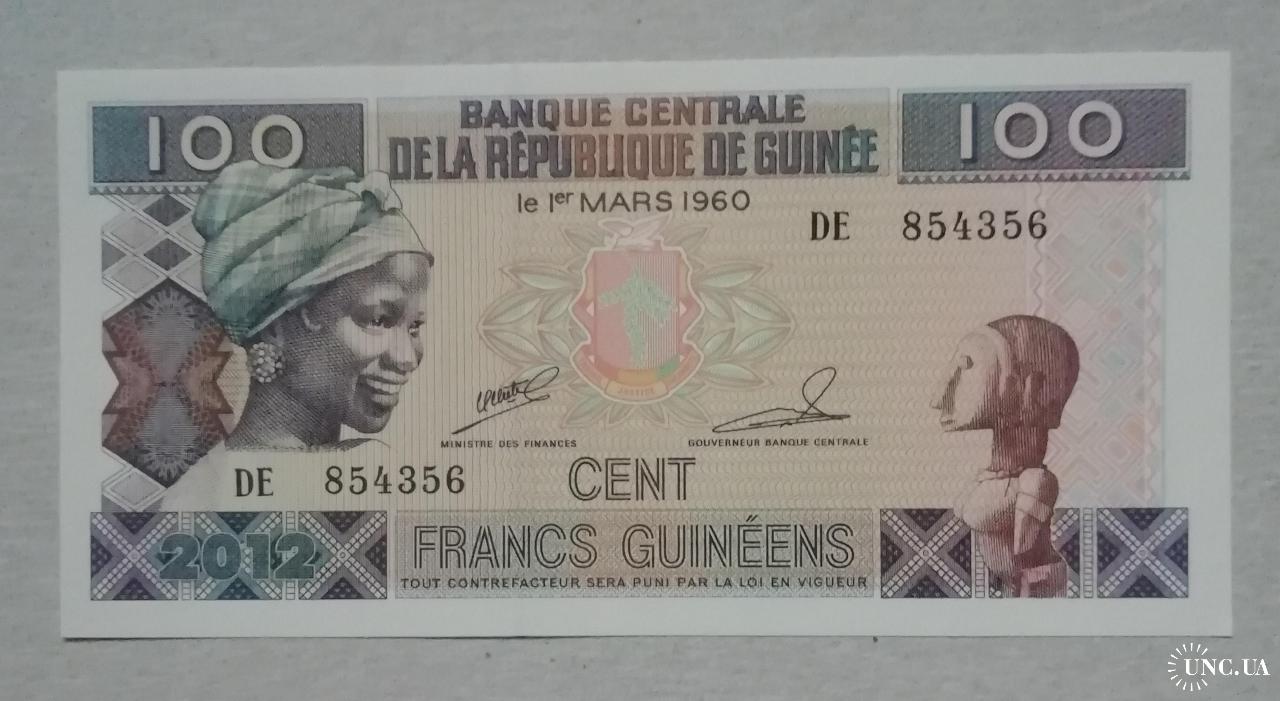 100
BANQUE CENTRALE
DE LA RÉPUBLIQUE DE GUINÉE
100
le 1er MARS 1960
DE 854356
JUSTICE
MINISTRE DES FINANCES
GOUVERNEUR BANQUE CENTRALE
DE 854356
CENT
2012
FRANCS GUINÉENS
TOUT CONTREFACTEUR SERA PUNI PAR LA LOI EN VIGUEUR
UNC.UA